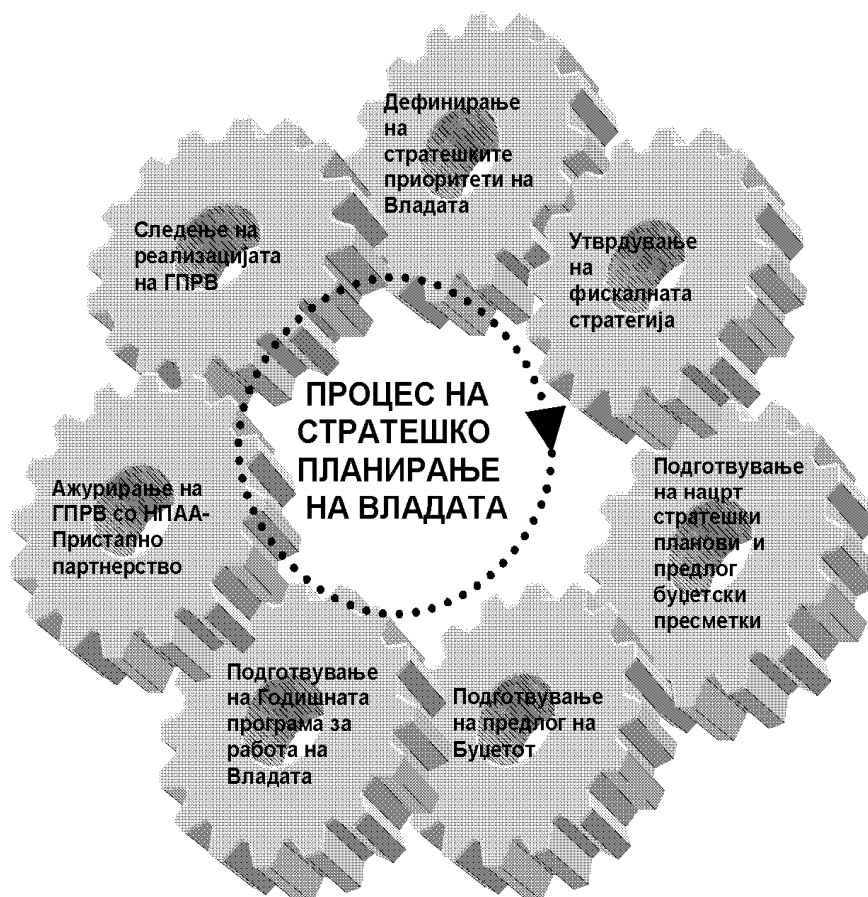 Дефинирање
на
стратешките
приоритети на
Владата
Утврдување
на
фискалната
стратегија
Подготвување
на нацрт
стратешки
планови и
предлог
буџетски
пресметки
Подготвување
на предлог на
Буџетот
Подготвување
на Годишната
програма за
работа на
Владата
Ажурирање на
ГПРВ со НПАА-
Пристапно
партнерство
Следење на
реализацијата
на ГПРВ
ПРОЦЕС НА
СТРАТЕШКО
ПЛАНИРАЊЕ
НА ВЛАДАТА